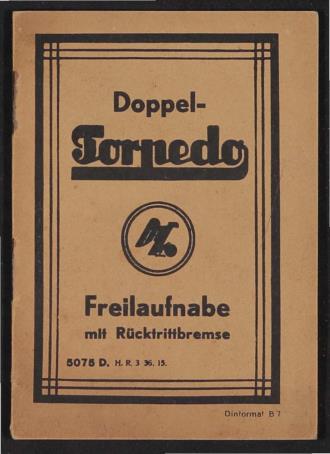 Doppel-
Torpedo
Freilaufnabe
mit Rücktrittbremse
5075 D. H. R. 3 36. 15.
Dinformat B 7